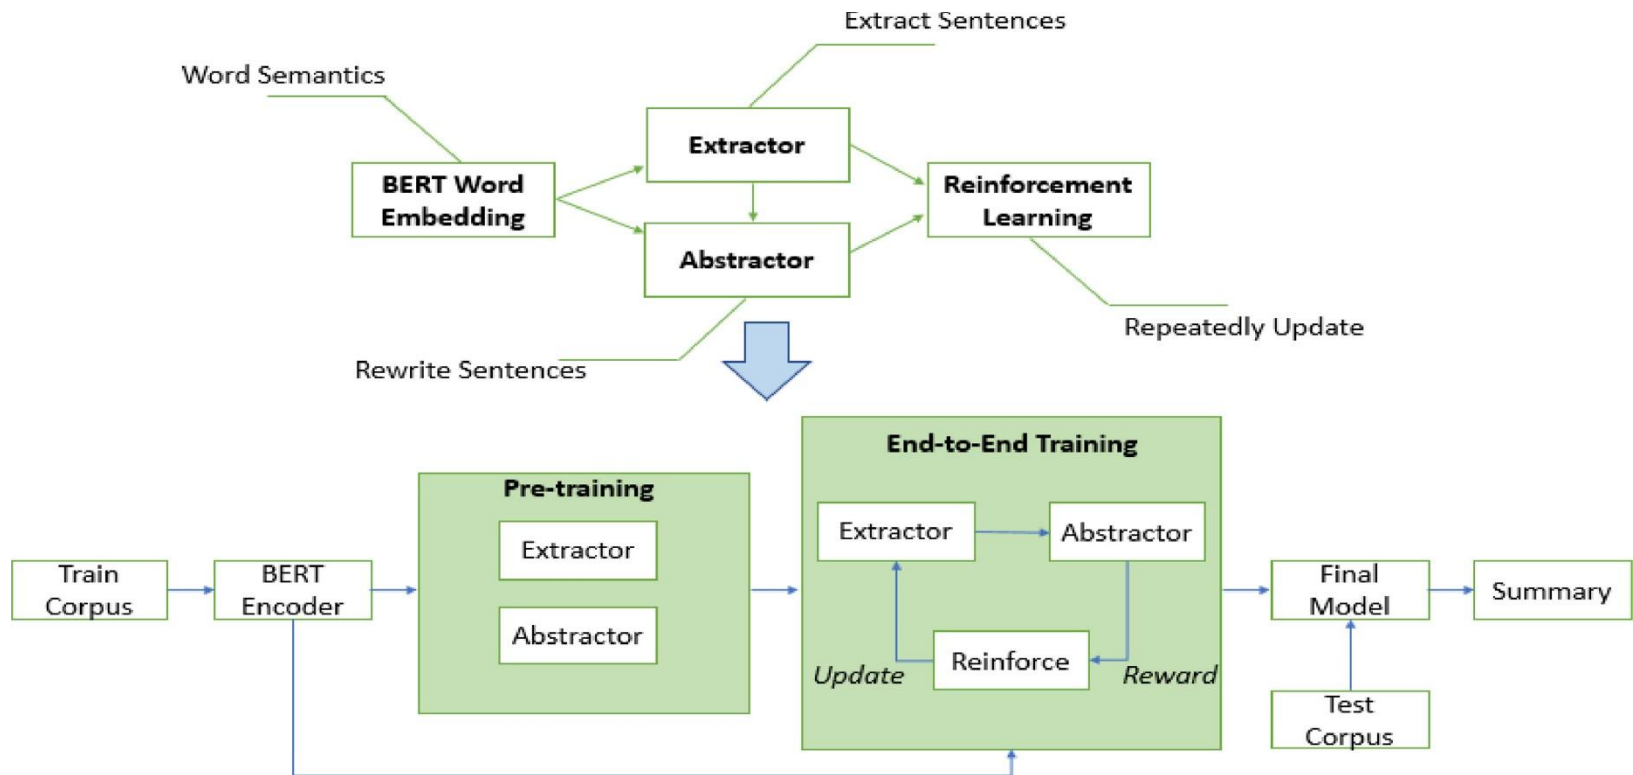 Extract Sentences
Word Semantics
Extractor
BERT Word
Embedding
Reinforcement
Learning
Abstractor
Repeatedly Update
Rewrite Sentences
End-to-End Training
Pre-training
Extractor
Abstractor
Extractor
Abstractor
Train
Corpus
BERT
Encoder
Final
Model
Summary
Update
Reinforce
Reward
Test
Corpus